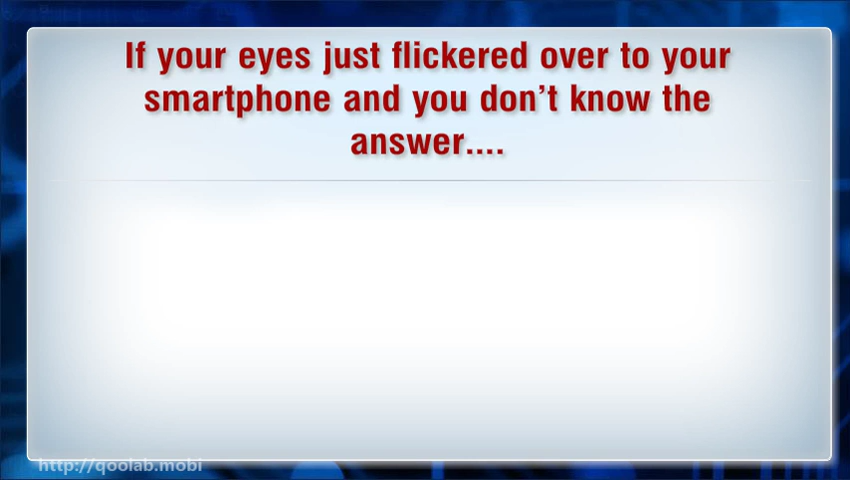 If your eyes just flickered over to your
smartphone and you don’t know the
answer....
http://qoolab.mobi